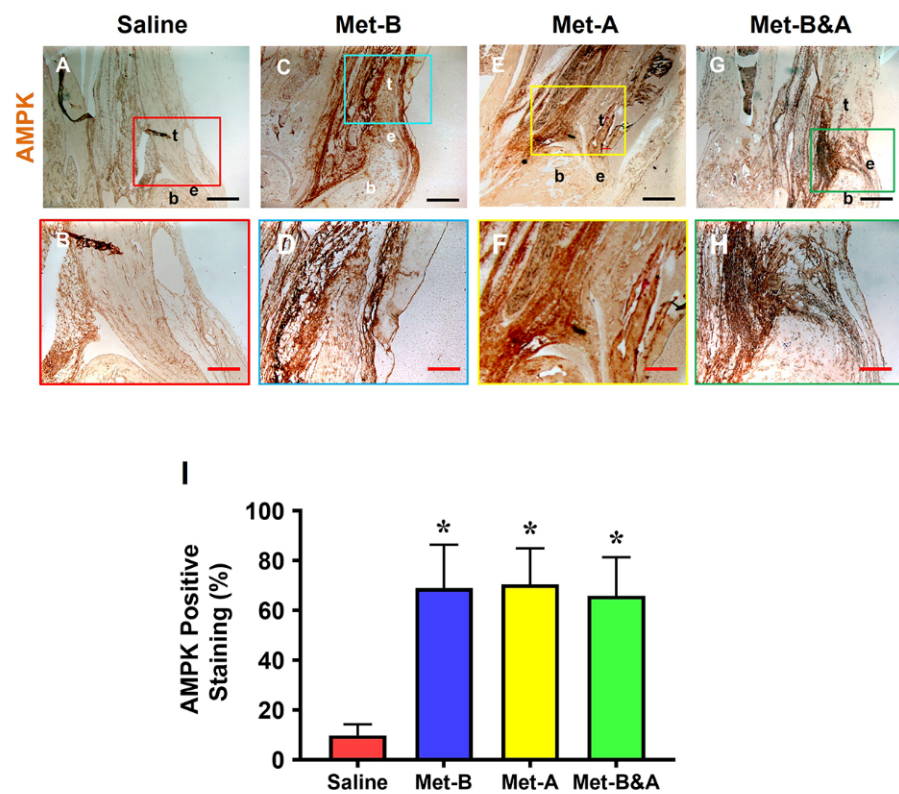 Saline Met-B Met-A Met-B&A
AMPK
A t e b
C t e b
E t b e
G t e b
B D F H
I
AMPK Positive
Staining (%)
100
80
60
40
20
0
* * *
Saline Met-B Met-A Met-B&A